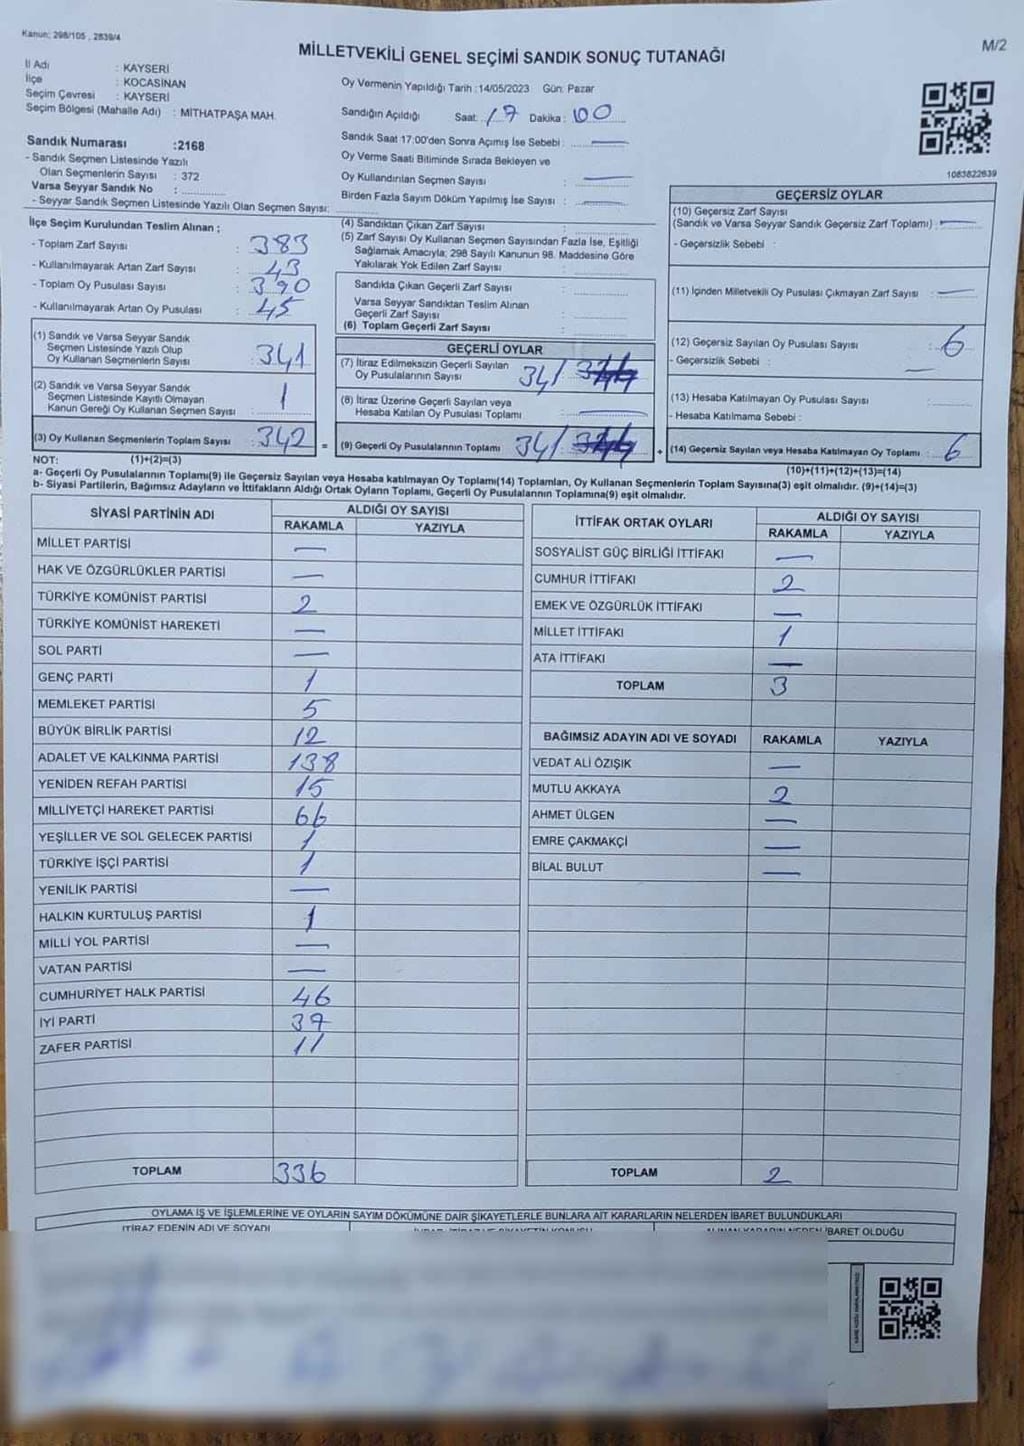 Kanun; 298/105 , 2839/4
MİLLETVEKİLİ GENEL SEÇİMİ SANDIK SONUÇ TUTANAĞI
M/2
İl Adı : KAYSERİ
İlçe : KOCASİNAN
Seçim Çevresi : KAYSERİ
Seçim Bölgesi (Mahalle Adı) : MİTHATPAŞA MAH.
Sandık Numarası :2168
- Sandık Seçmen Listesinde Yazılı
Olan Seçmenlerin Sayısı : 372
Varsa Seyyar Sandık No :
- Seyyar Sandık Seçmen Listesinde Yazılı Olan Seçmen Sayısı:
Oy Vermenin Yapıldığı Tarih :14/05/2023 Gün: Pazar
Sandığın Açıldığı Saat: 17 Dakika : 00
Sandık Saat 17:00'den Sonra Açımış İse Sebebi : —
Oy Verme Saati Bitiminde Sırada Bekleyen ve
Oy Kullandırılan Seçmen Sayısı : —
Birden Fazla Sayım Döküm Yapılmış İse Sayısı : —
1083822639
İlçe Seçim Kurulundan Teslim Alınan ;
- Toplam Zarf Sayısı : 383
- Kullanılmayarak Artan Zarf Sayısı : 43
- Toplam Oy Pusulası Sayısı : 390
- Kullanılmayarak Artan Oy Pusulası : 45
(1) Sandık ve Varsa Seyyar Sandık
Seçmen Listesinde Yazılı Olup
Oy Kullanan Seçmenlerin Sayısı : 341
(2) Sandık ve Varsa Seyyar Sandık
Seçmen Listesinde Kayıtlı Olmayan
Kanun Gereği Oy Kullanan Seçmen Sayısı : 1
(3) Oy Kullanan Seçmenlerin Toplam Sayısı : 342 =
(4) Sandıktan Çıkan Zarf Sayısı :
(5) Zarf Sayısı Oy Kullanan Seçmen Sayısından Fazla İse, Eşitliği
Sağlamak Amacıyla; 298 Sayılı Kanunun 98. Maddesine Göre
Yakılarak Yok Edilen Zarf Sayısı :
Sandıkta Çıkan Geçerli Zarf Sayısı :
Varsa Seyyar Sandıktan Teslim Alınan
Geçerli Zarf Sayısı :
(6) Toplam Geçerli Zarf Sayısı :
GEÇERLİ OYLAR
(7) İtiraz Edilmeksizin Geçerli Sayılan
Oy Pusulalarının Sayısı : 341
(8) İtiraz Üzerine Geçerli Sayılan veya
Hesaba Katılan Oy Pusulası Toplamı : —
(9) Geçerli Oy Pusulalarının Toplamı : 341 +
GEÇERSİZ OYLAR
(10) Geçersiz Zarf Sayısı
(Sandık ve Varsa Seyyar Sandık Geçersiz Zarf Toplamı) : —
- Geçersizlik Sebebi :
(11) İçinden Milletvekili Oy Pusulası Çıkmayan Zarf Sayısı : —
(12) Geçersiz Sayılan Oy Pusulası Sayısı : 6
- Geçersizlik Sebebi : —
(13) Hesaba Katılmayan Oy Pusulası Sayısı :
- Hesaba Katılmama Sebebi :
(14) Geçersiz Sayılan veya Hesaba Katılmayan Oy Toplamı : 6
NOT: (1)+(2)=(3)
(10)+(11)+(12)+(13)=(14)
a- Geçerli Oy Pusulalarının Toplamı(9) ile Geçersiz Sayılan veya Hesaba Katılmayan Oy Toplamı(14) Toplamları, Oy Kullanan Seçmenlerin Toplam Sayısına(3) eşit olmalıdır. (9)+(14)=(3)
b- Siyasi Partilerin, Bağımsız Adayların ve İttifakların Aldığı Ortak Oyların Toplamı, Geçerli Oy Pusulalarının Toplamına(9) eşit olmalıdır.
SİYASİ PARTİNİN ADI ALDIĞI OY SAYISI
RAKAMLA YAZIYLA
MİLLET PARTİSİ —
HAK VE ÖZGÜRLÜKLER PARTİSİ —
TÜRKİYE KOMÜNİST PARTİSİ 2
TÜRKİYE KOMÜNİST HAREKETİ —
SOL PARTİ —
GENÇ PARTİ 1
MEMLEKET PARTİSİ 5
BÜYÜK BİRLİK PARTİSİ 12
ADALET VE KALKINMA PARTİSİ 138
YENİDEN REFAH PARTİSİ 15
MİLLİYETÇİ HAREKET PARTİSİ 66
YEŞİLLER VE SOL GELECEK PARTİSİ 1
TÜRKİYE İŞÇİ PARTİSİ 1
YENİLİK PARTİSİ —
HALKIN KURTULUŞ PARTİSİ 1
MİLLİ YOL PARTİSİ —
VATAN PARTİSİ —
CUMHURİYET HALK PARTİSİ 46
İYİ PARTİ 37
ZAFER PARTİSİ 11
TOPLAM 336
İTTİFAK ORTAK OYLARI ALDIĞI OY SAYISI
RAKAMLA YAZIYLA
SOSYALİST GÜÇ BİRLİĞİ İTTİFAKI —
CUMHUR İTTİFAKI 2
EMEK VE ÖZGÜRLÜK İTTİFAKI —
MİLLET İTTİFAKI 1
ATA İTTİFAKI —
TOPLAM 3
BAĞIMSIZ ADAYIN ADI VE SOYADI RAKAMLA YAZIYLA
VEDAT ALİ ÖZIŞIK —
MUTLU AKKAYA 2
AHMET ÜLGEN —
EMRE ÇAKMAKÇİ —
BİLAL BULUT —
TOPLAM 2
OYLAMA İŞ VE İŞLEMLERİNE VE OYLARIN SAYIM DÖKÜMÜNE DAİR ŞİKAYETLERLE BUNLARA AİT KARARLARIN NELERDEN İBARET BULUNDUKLARI
İTİRAZ EDENİN ADI VE SOYADI
İBARET OLDUĞU